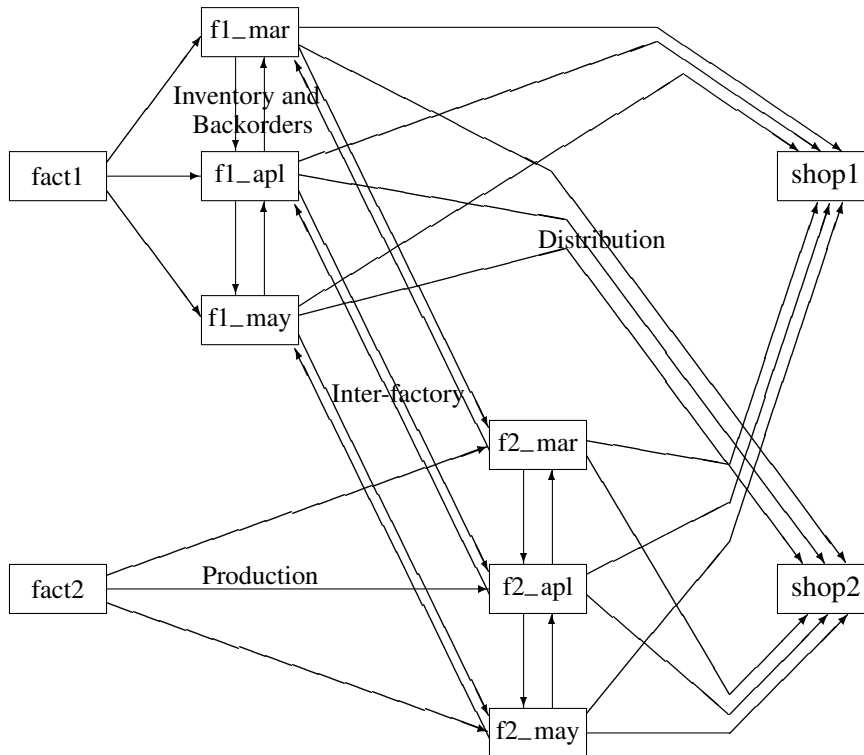 f1_mar
Inventory and
Backorders
fact1
f1_apl
shop1
Distribution
f1_may
Inter-factory
f2_mar
Production
fact2
f2_apl
shop2
f2_may